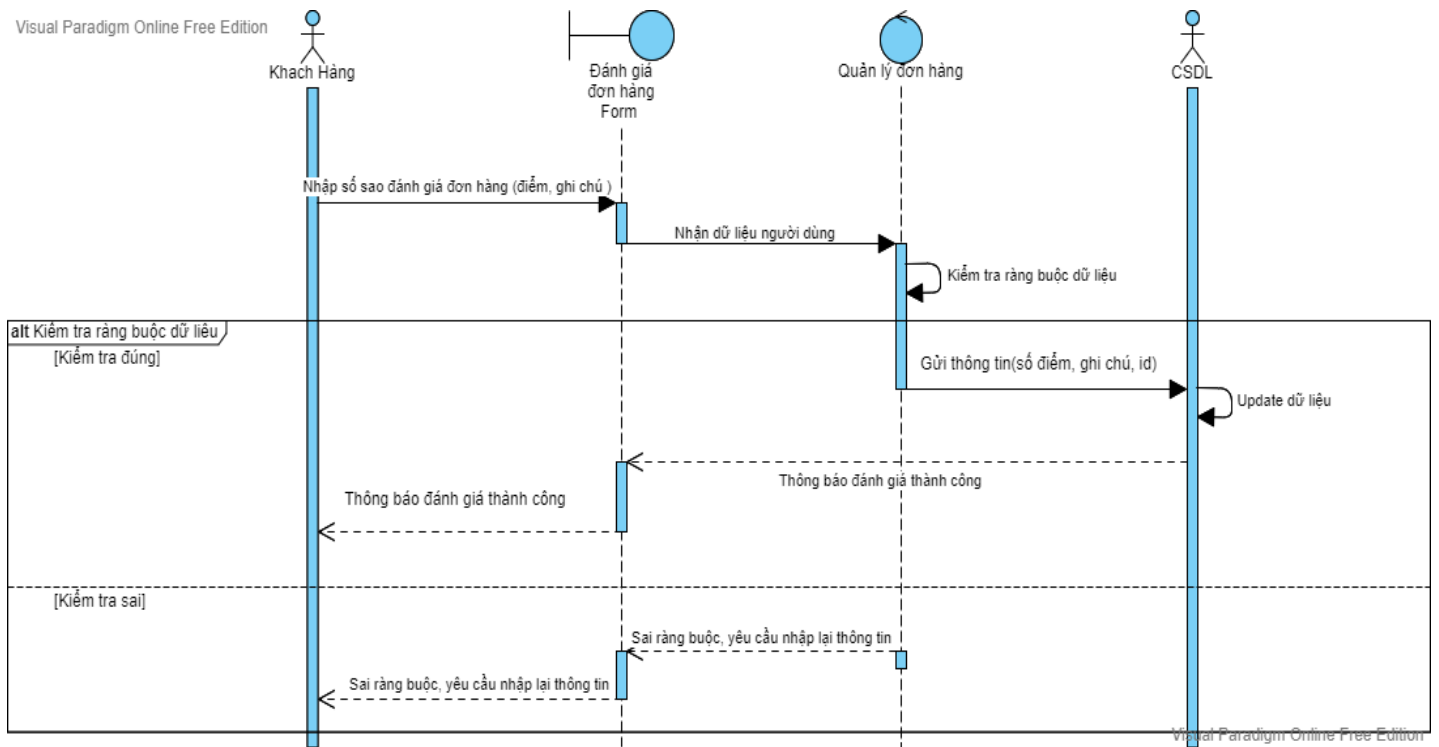 Visual Paradigm Online Free Edition
Khach Hàng
Đánh giá
đơn hàng
Form
Quản lý đơn hàng
CSDL
Nhập số sao đánh giá đơn hàng (điểm, ghi chú )
Nhận dữ liệu người dùng
Kiểm tra ràng buộc dữ liệu
alt Kiểm tra ràng buộc dữ liêu
[Kiểm tra đúng]
Gửi thông tin(số điểm, ghi chú, id)
Update dữ liệu
Thông báo đánh giá thành công
Thông báo đánh giá thành công
[Kiểm tra sai]
Sai ràng buộc, yêu cầu nhập lại thông tin
Sai ràng buộc, yêu cầu nhập lại thông tin
Visual Paradigm Online Free Edition